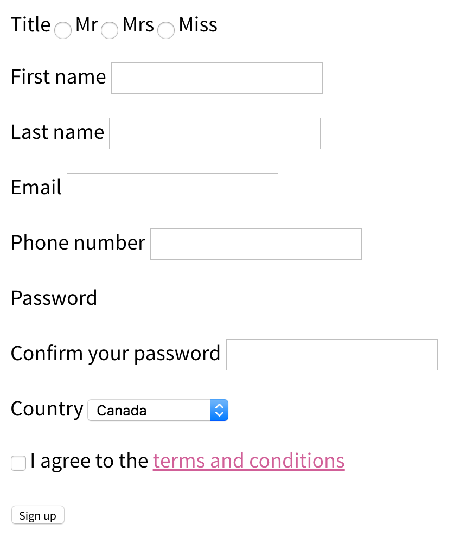 Title Mr Mrs Miss
First name
Last name
Email
Phone number
Password
Confirm your password
Country Canada
I agree to the terms and conditions
Sign up